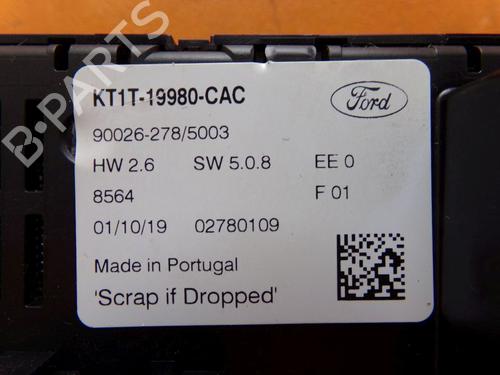 B-PARTS
KT1T-19980-CAC
Ford
90026-278/5003
HW 2.6 SW 5.0.8 EE 0
8564 F 01
01/10/19 02780109
Made in Portugal
'Scrap if Dropped'